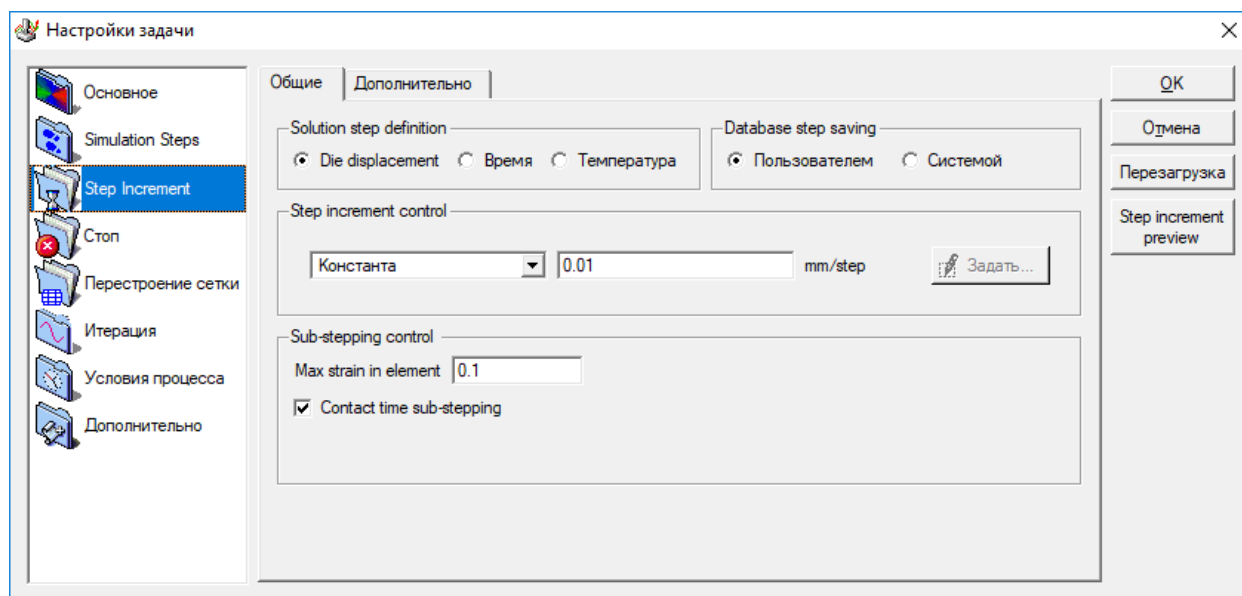 Настройки задачи
Основное
Simulation Steps
Step Increment
Стоп
Перестроение сетки
Итерация
Условия процесса
Дополнительно
Общие
Дополнительно
Solution step definition
Die displacement
Время
Температура
Database step saving
Пользователем
Системой
Step increment control
Константа
0.01
mm/step
Задать...
Sub-stepping control
Max strain in element
0.1
Contact time sub-stepping
OK
Отмена
Перезагрузка
Step increment
preview